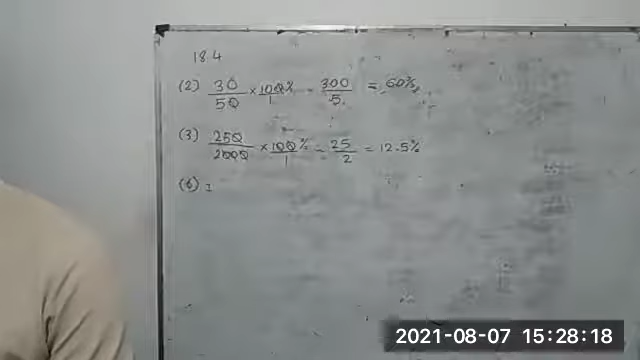 18.4
(2) 30/50 × 100%/1 = 300/5 = 60%
(3) 250/2000 × 100%/1 = 25/2 = 12.5%
(6) I
2021-08-07 15:28:18